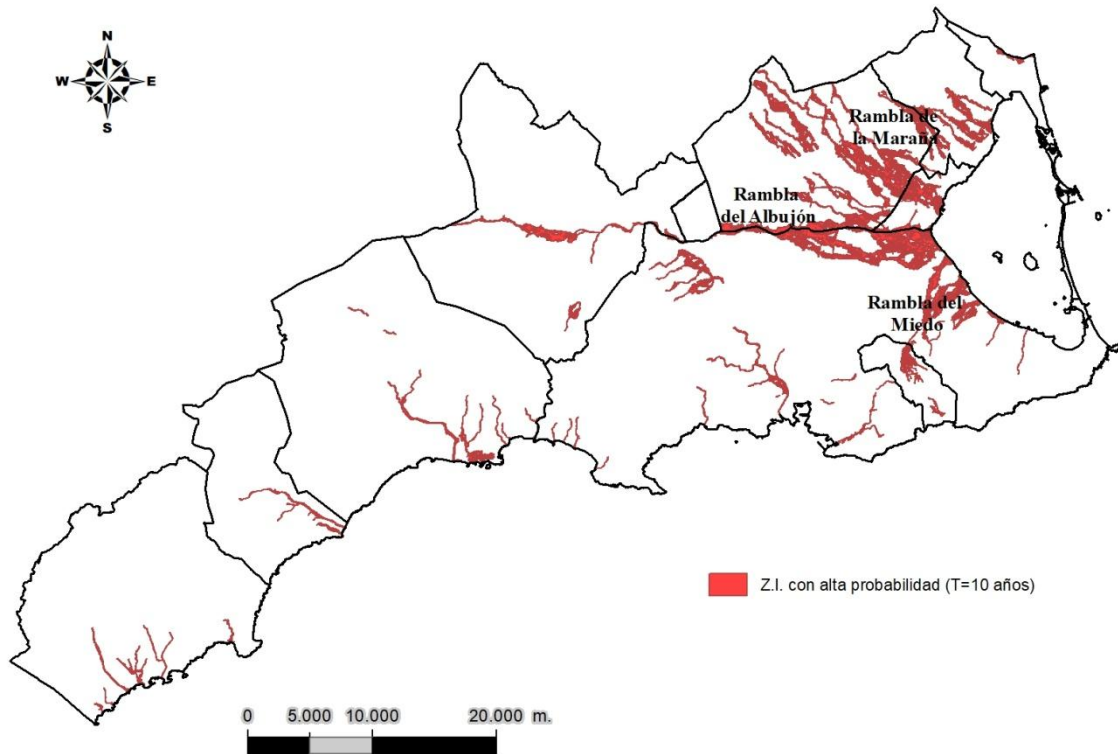 N
W E
S
Rambla de
la Maraña
Rambla
del Albujón
Rambla del
Miedo
Z.I. con alta probabilidad (T=10 años)
0 5.000 10.000 20.000 m.